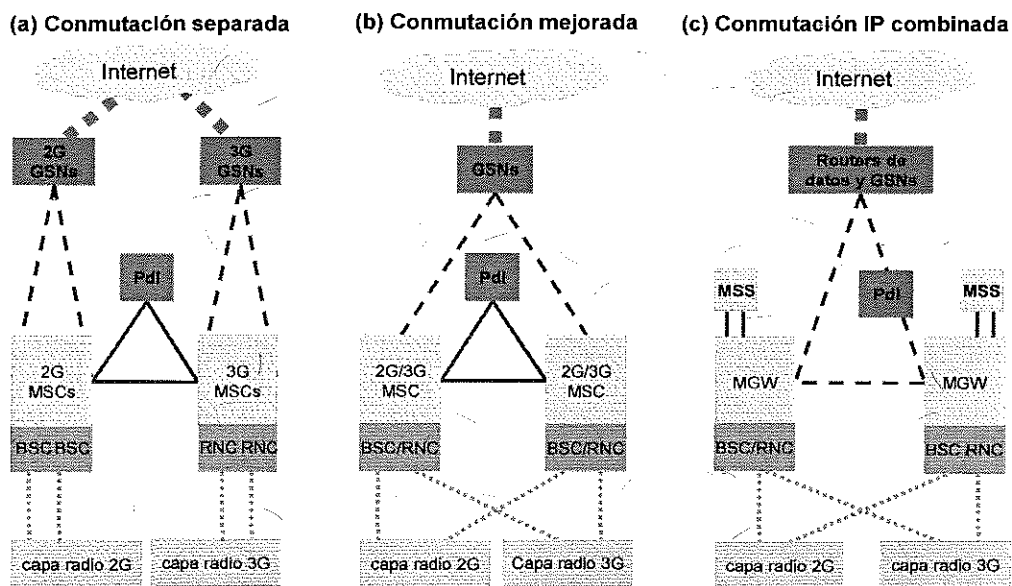 (a) Conmutación separada
(b) Conmutación mejorada
(c) Conmutación IP combinada
Internet
Internet
Internet
2G
GSNs
3G
GSNs
GSNs
Routers de
datos y GSNs
PdI
PdI
MSS
PdI
MSS
2G
MSCs
3G
MSCs
2G/3G
MSC
2G/3G
MSC
MGW
MGW
BSC BSC
RNC RNC
BSC/RNC
BSC/RNC
BSC/RNC
BSC RNC
capa radio 2G
capa radio 3G
capa radio 2G
Capa radio 3G
capa radio 2G
capa radio 3G